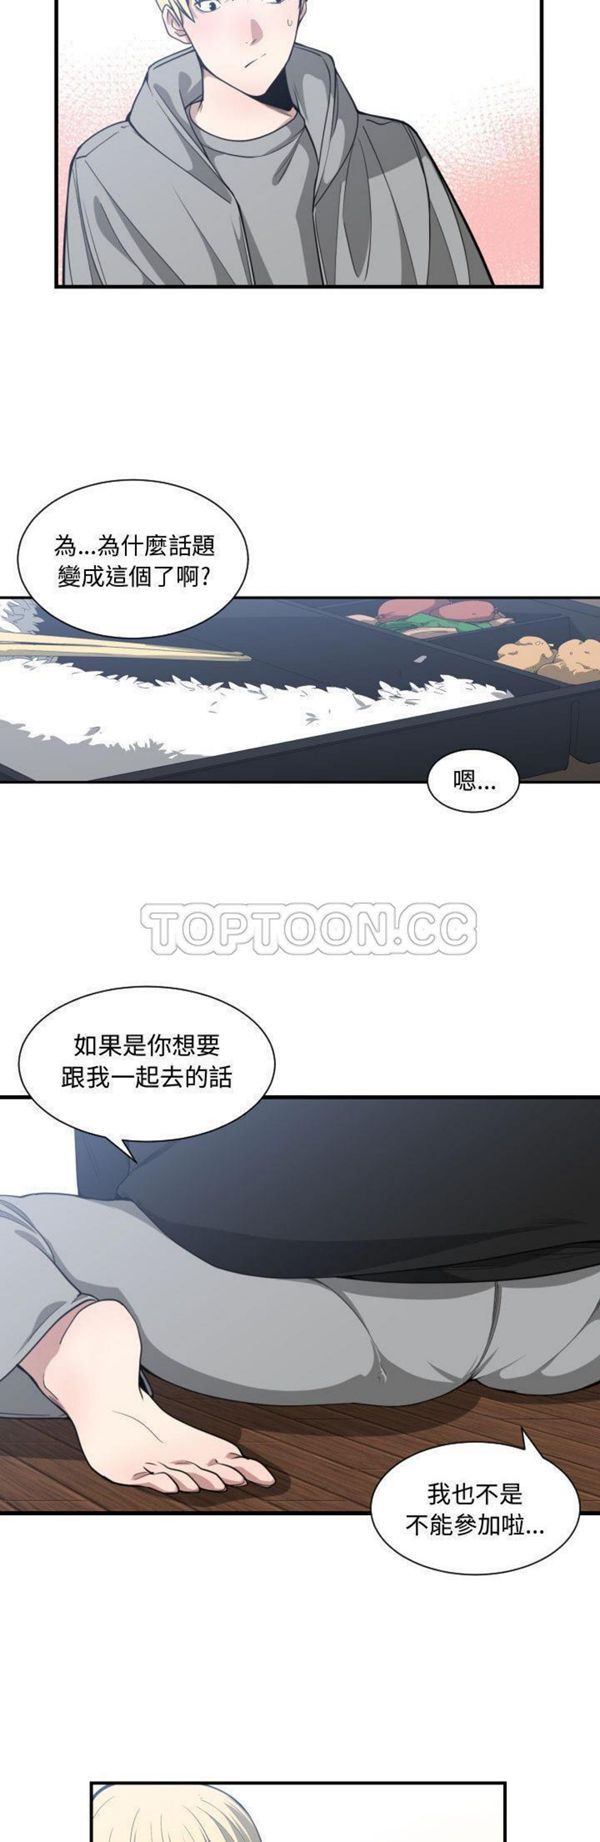 為...為什麼話題
變成這個了啊?
嗯...
TOPTOON.CC
如果是你想要
跟我一起去的話
我也不是
不能參加啦...